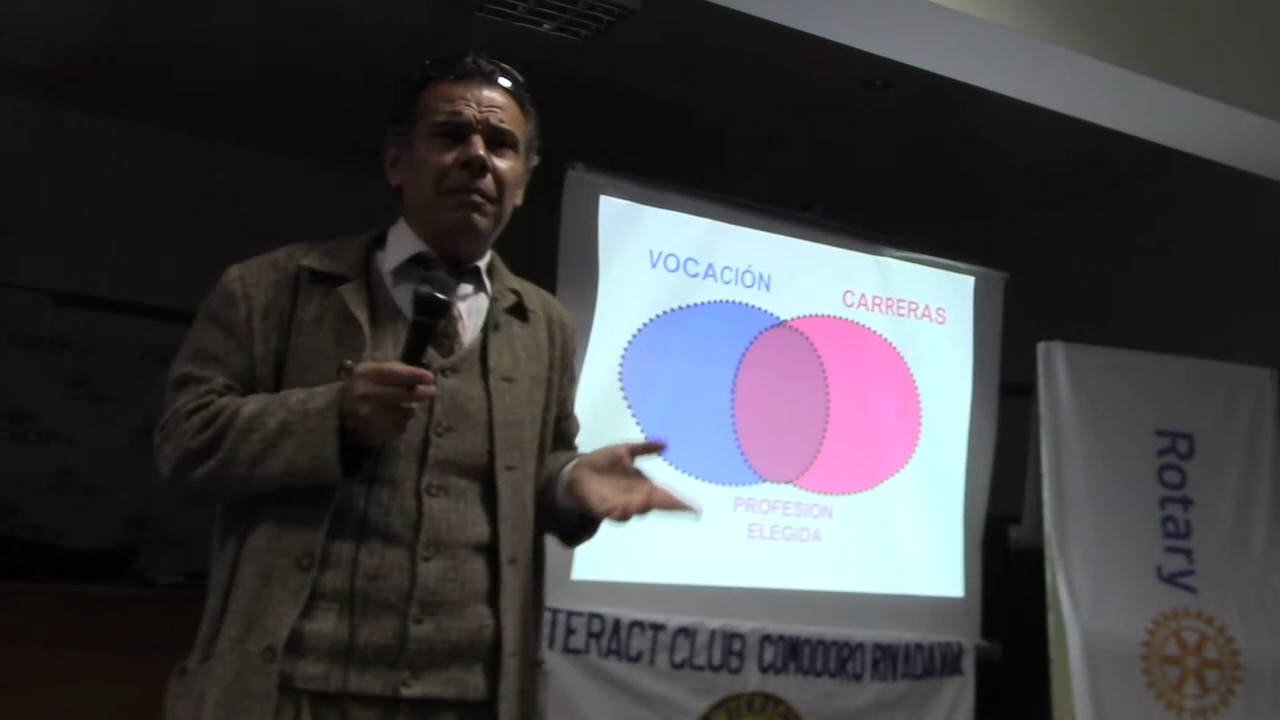 VOCACIÓN
CARRERAS
PROFESION
ELEGIDA
TERACT CLUB COMODORO RIVADAVIA
Rotary